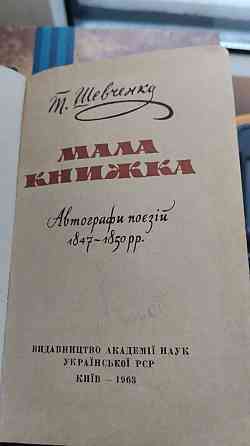 Т. Шевченко
МАЛА
КНИЖКА
Автографи поезій
1847–1850 рр.
ВИДАВНИЦТВО АКАДЕМІЇ НАУК
УКРАЇНСЬКОЇ РСР
КИЇВ — 1963